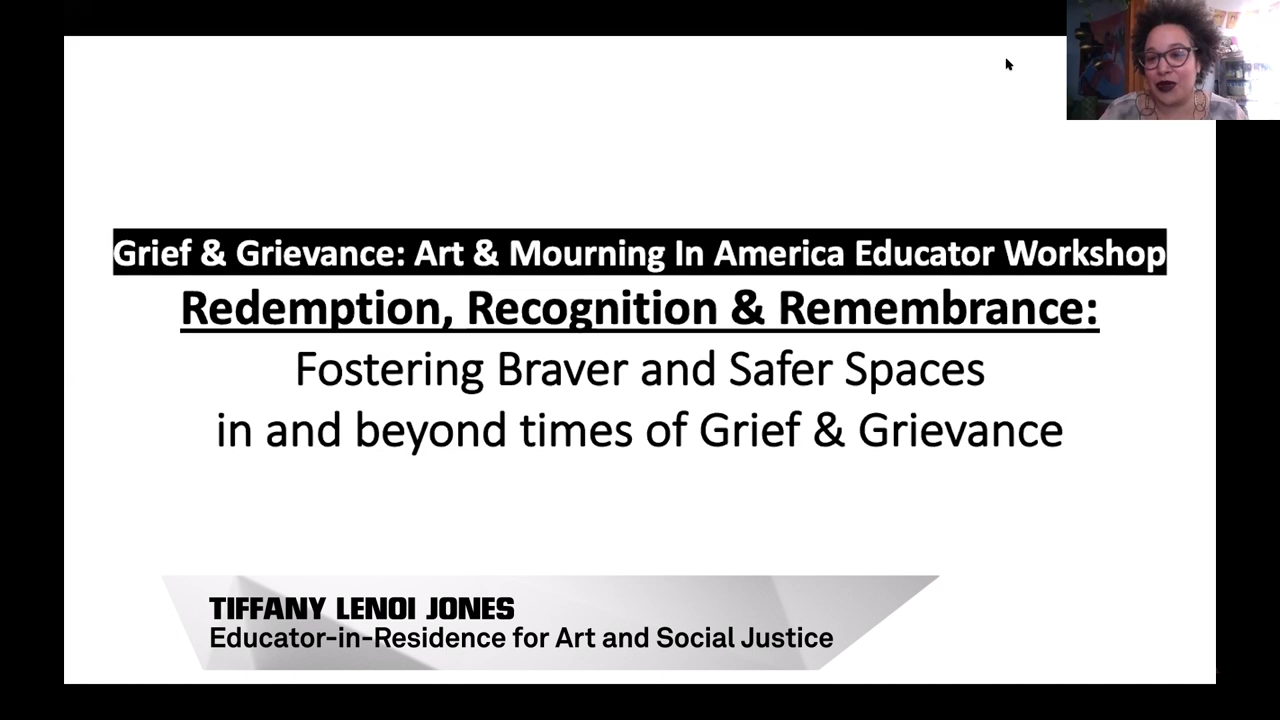 Grief & Grievance: Art & Mourning In America Educator Workshop
Redemption, Recognition & Remembrance:
Fostering Braver and Safer Spaces
in and beyond times of Grief & Grievance
TIFFANY LENOI JONES
Educator-in-Residence for Art and Social Justice